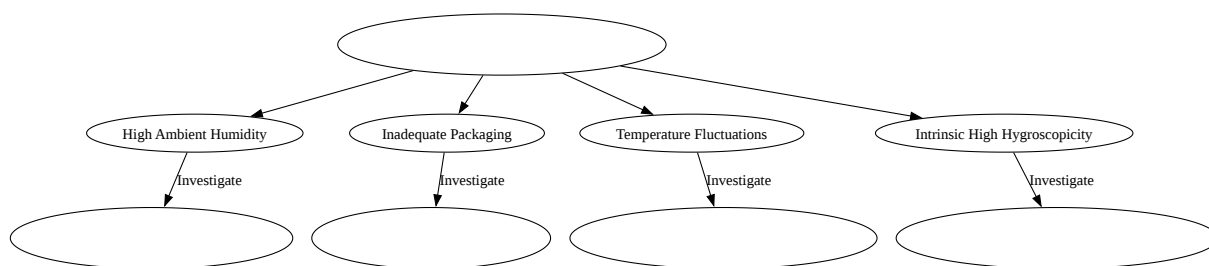 High Ambient Humidity
Inadequate Packaging
Temperature Fluctuations
Intrinsic High Hygroscopicity
Investigate
Investigate
Investigate
Investigate